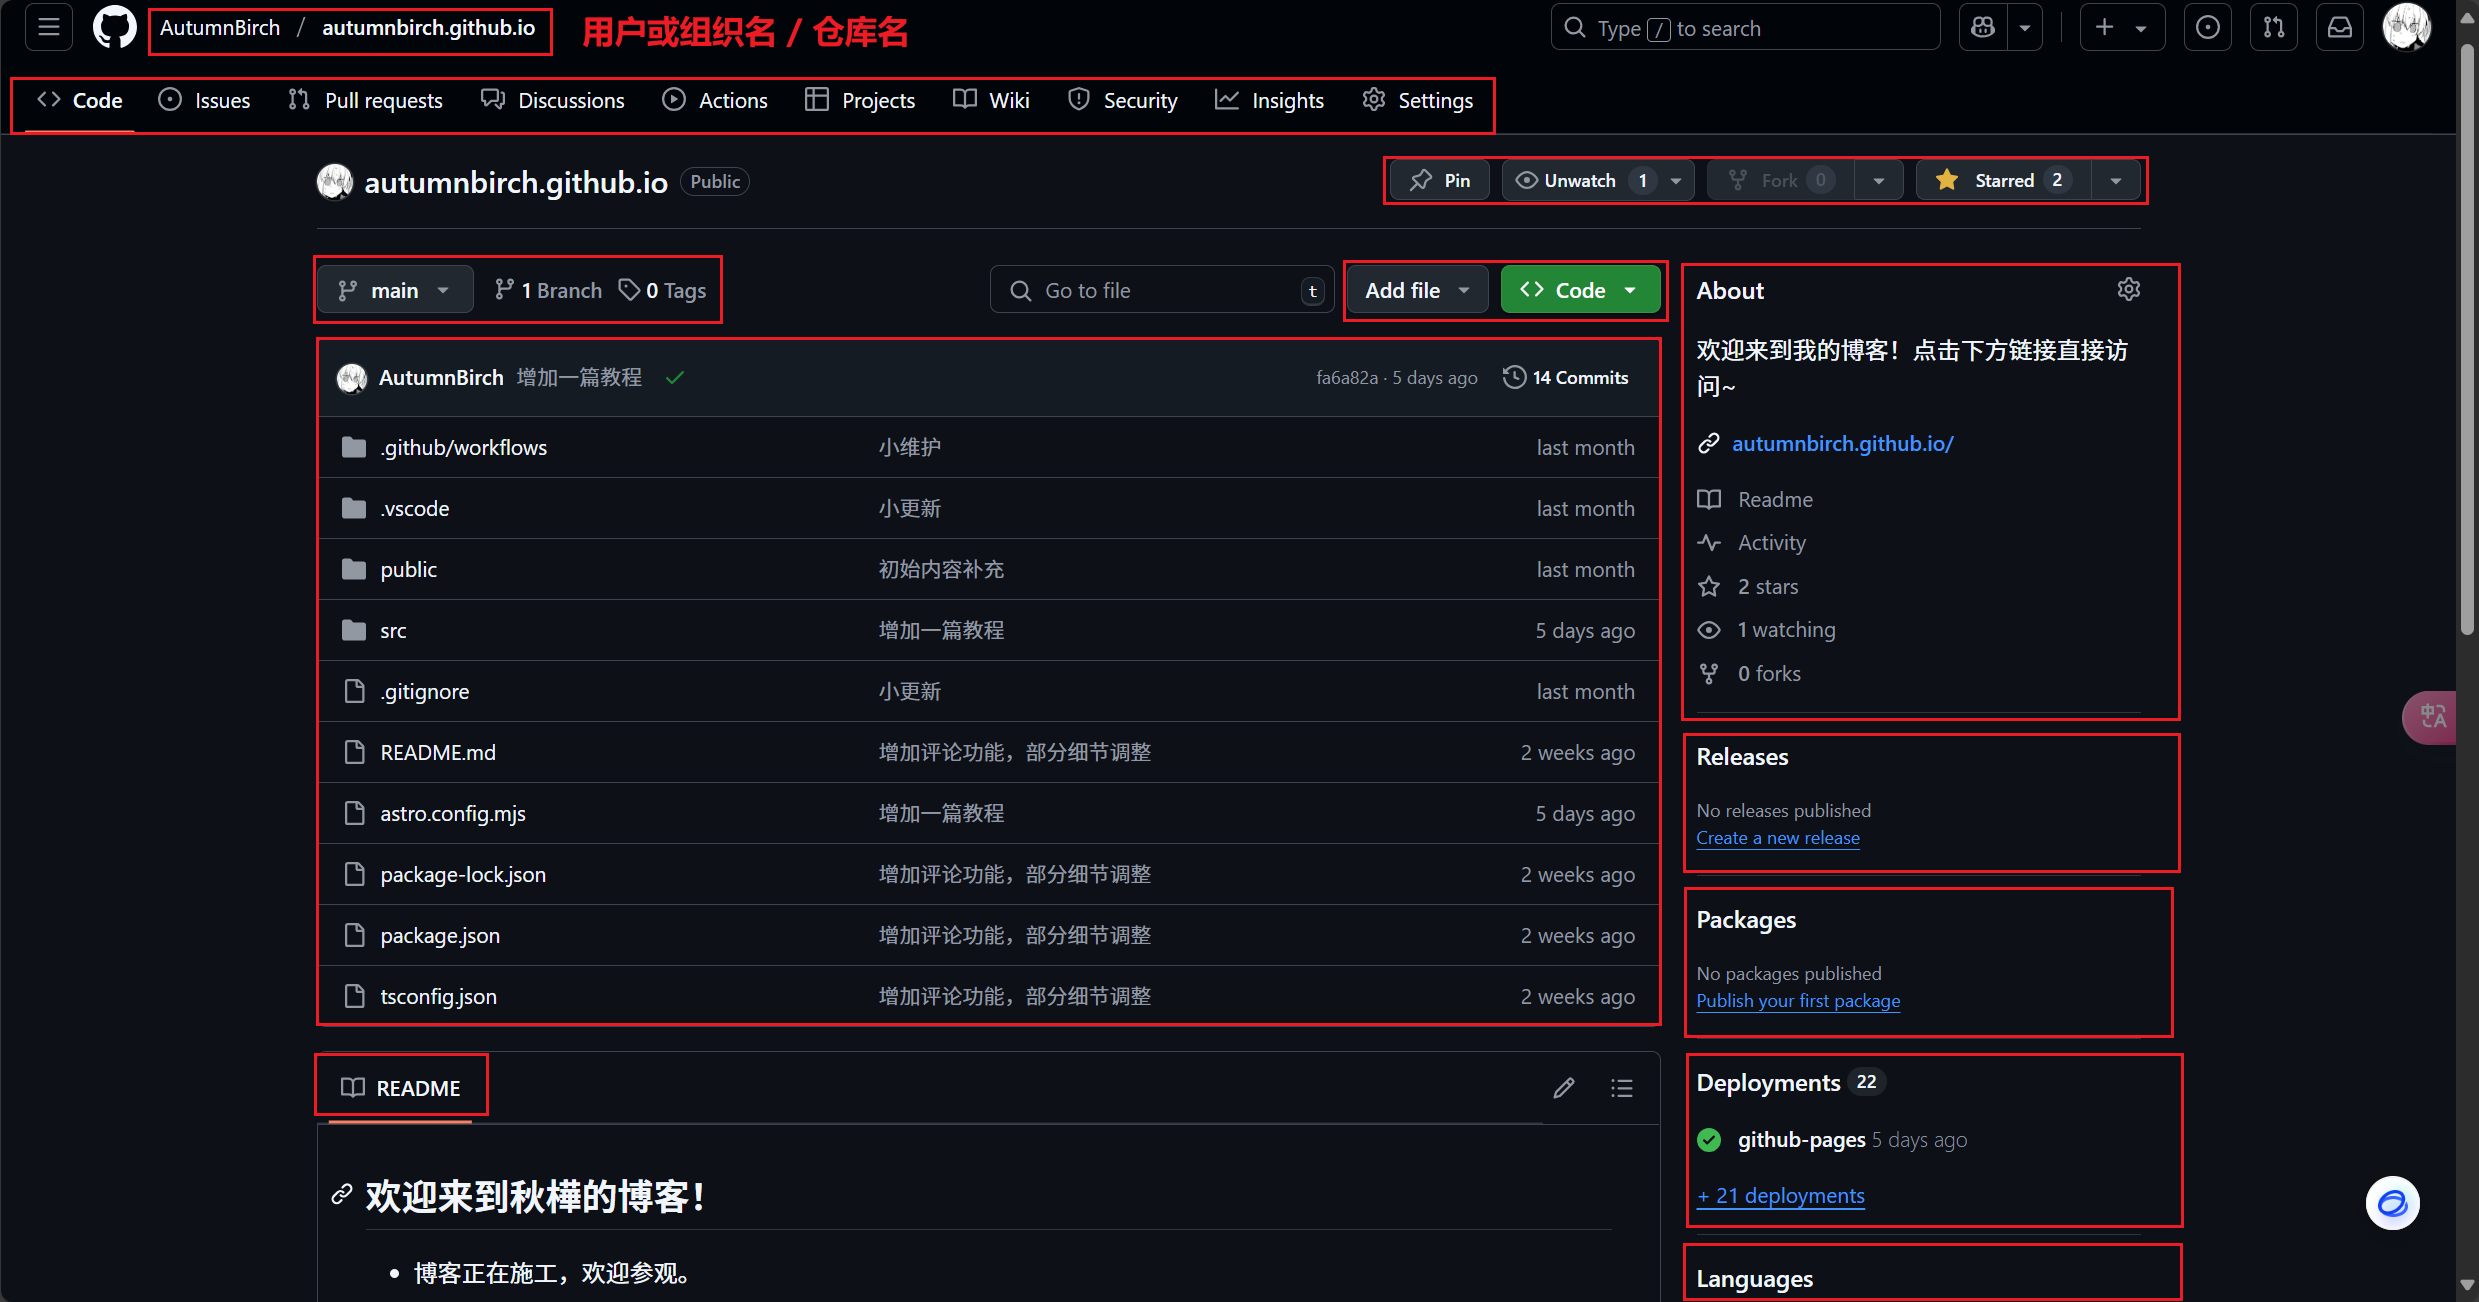 AutumnBirch / autumnbirch.github.io
用户或组织名 / 仓库名
Type / to search
Code Issues Pull requests Discussions Actions Projects Wiki Security Insights Settings
autumnbirch.github.io Public
Pin Unwatch 1 Fork 0 Starred 2
main 1 Branch 0 Tags
Go to file t
Add file Code
AutumnBirch 增加一篇教程 fa6a82a · 5 days ago 14 Commits
.github/workflows 小维护 last month
.vscode 小更新 last month
public 初始内容补充 last month
src 增加一篇教程 5 days ago
.gitignore 小更新 last month
README.md 增加评论功能，部分细节调整 2 weeks ago
astro.config.mjs 增加一篇教程 5 days ago
package-lock.json 增加评论功能，部分细节调整 2 weeks ago
package.json 增加评论功能，部分细节调整 2 weeks ago
tsconfig.json 增加评论功能，部分细节调整 2 weeks ago
README
欢迎来到秋樺的博客！
• 博客正在施工，欢迎参观。
About
欢迎来到我的博客！点击下方链接直接访
问~
autumnbirch.github.io/
Readme
Activity
2 stars
1 watching
0 forks
Releases
No releases published
Create a new release
Packages
No packages published
Publish your first package
Deployments 22
github-pages 5 days ago
+ 21 deployments
Languages
中A